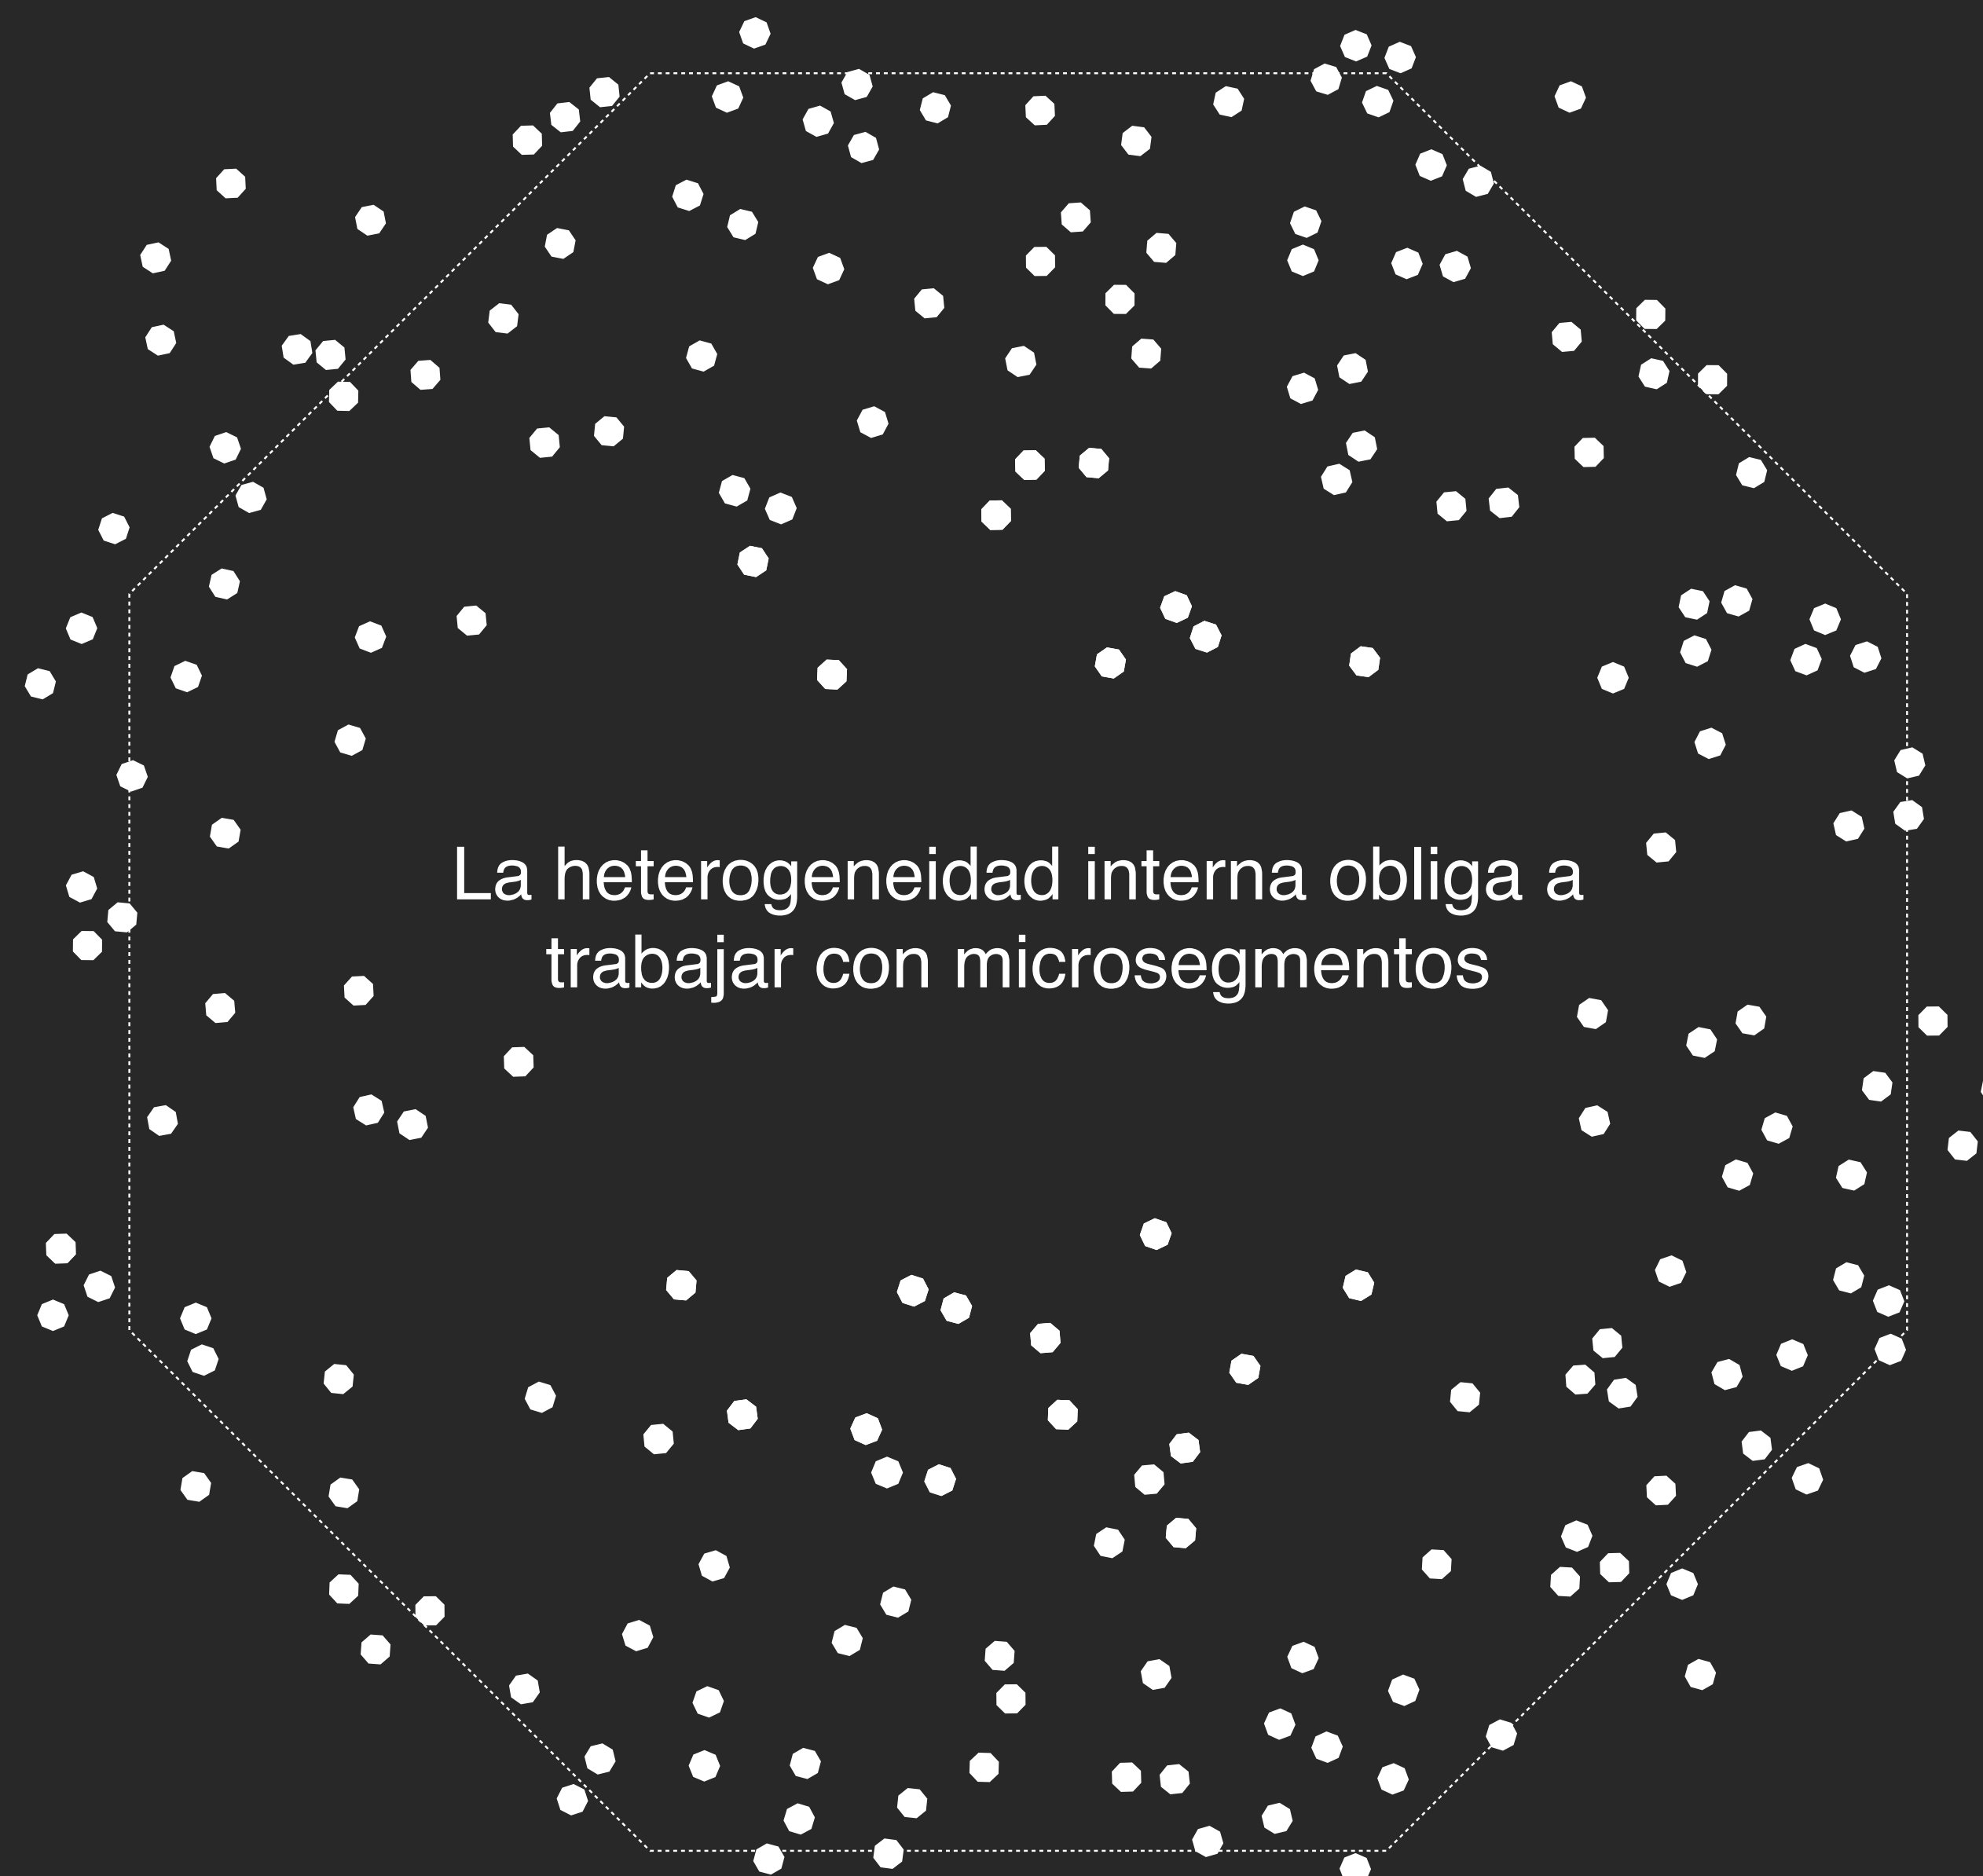 La heterogeneidad interna obliga a
trabajar con microsegmentos